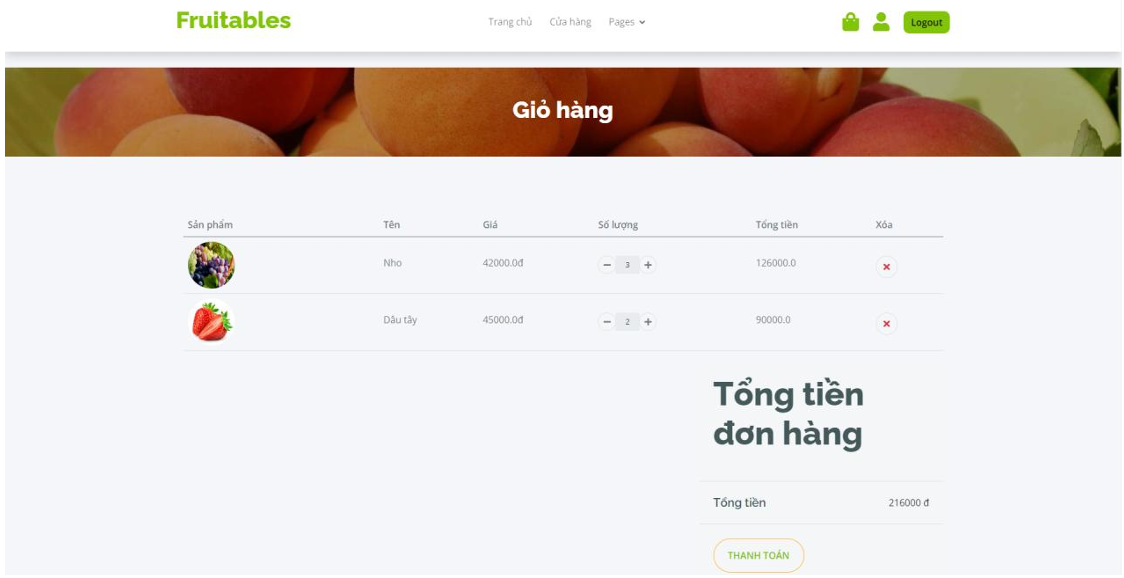 Fruitables
Trang chủ Cửa hàng Pages
Logout
Giỏ hàng
Sản phẩm Tên Giá Số lượng Tổng tiền Xóa
Nho 42000.0đ 3 126000.0
Dâu tây 45000.0đ 2 90000.0
Tổng tiền
đơn hàng
Tổng tiền 216000 đ
THANH TOÁN